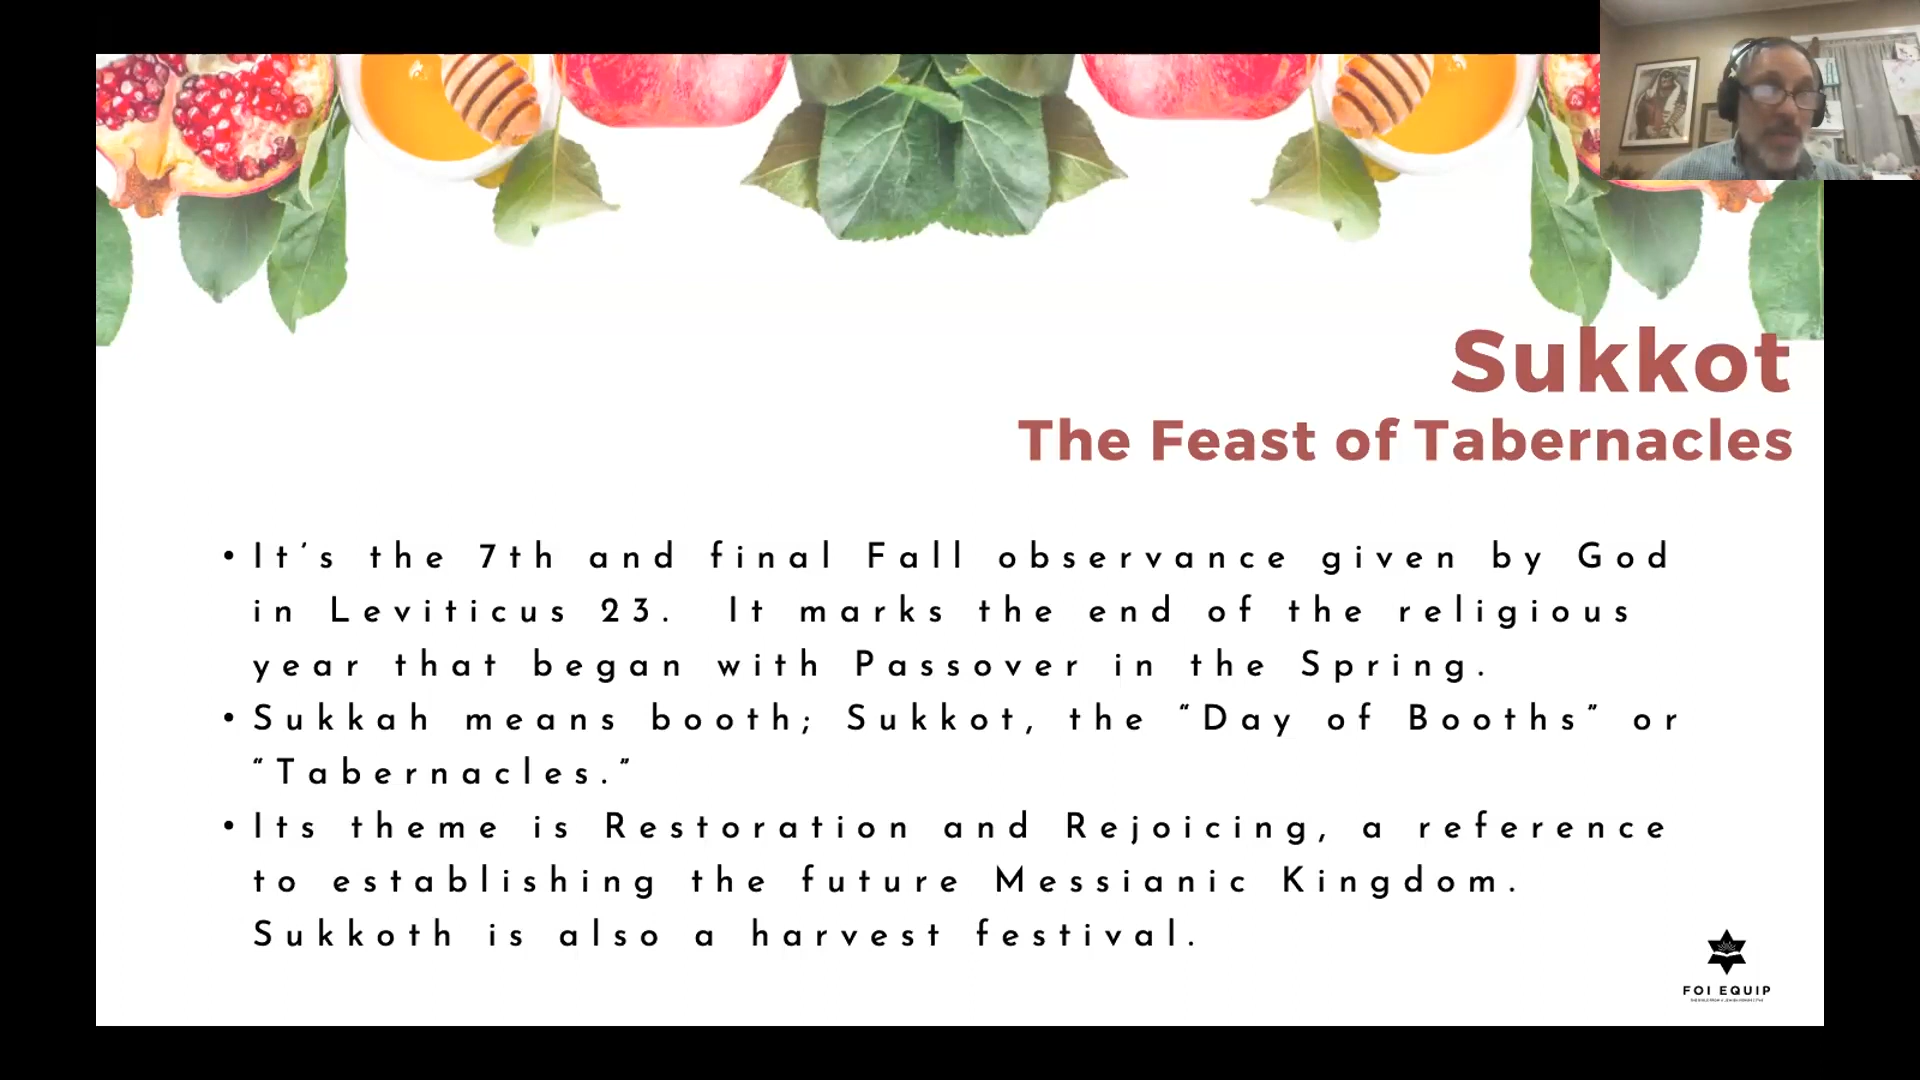 Sukkot
The Feast of Tabernacles
• It's the 7th and final Fall observance given by God
in Leviticus 23. It marks the end of the religious
year that began with Passover in the Spring.
• Sukkah means booth; Sukkot, the “Day of Booths” or
“Tabernacles.”
• Its theme is Restoration and Rejoicing, a reference
to establishing the future Messianic Kingdom.
Sukkoth is also a harvest festival.
FOI EQUIP